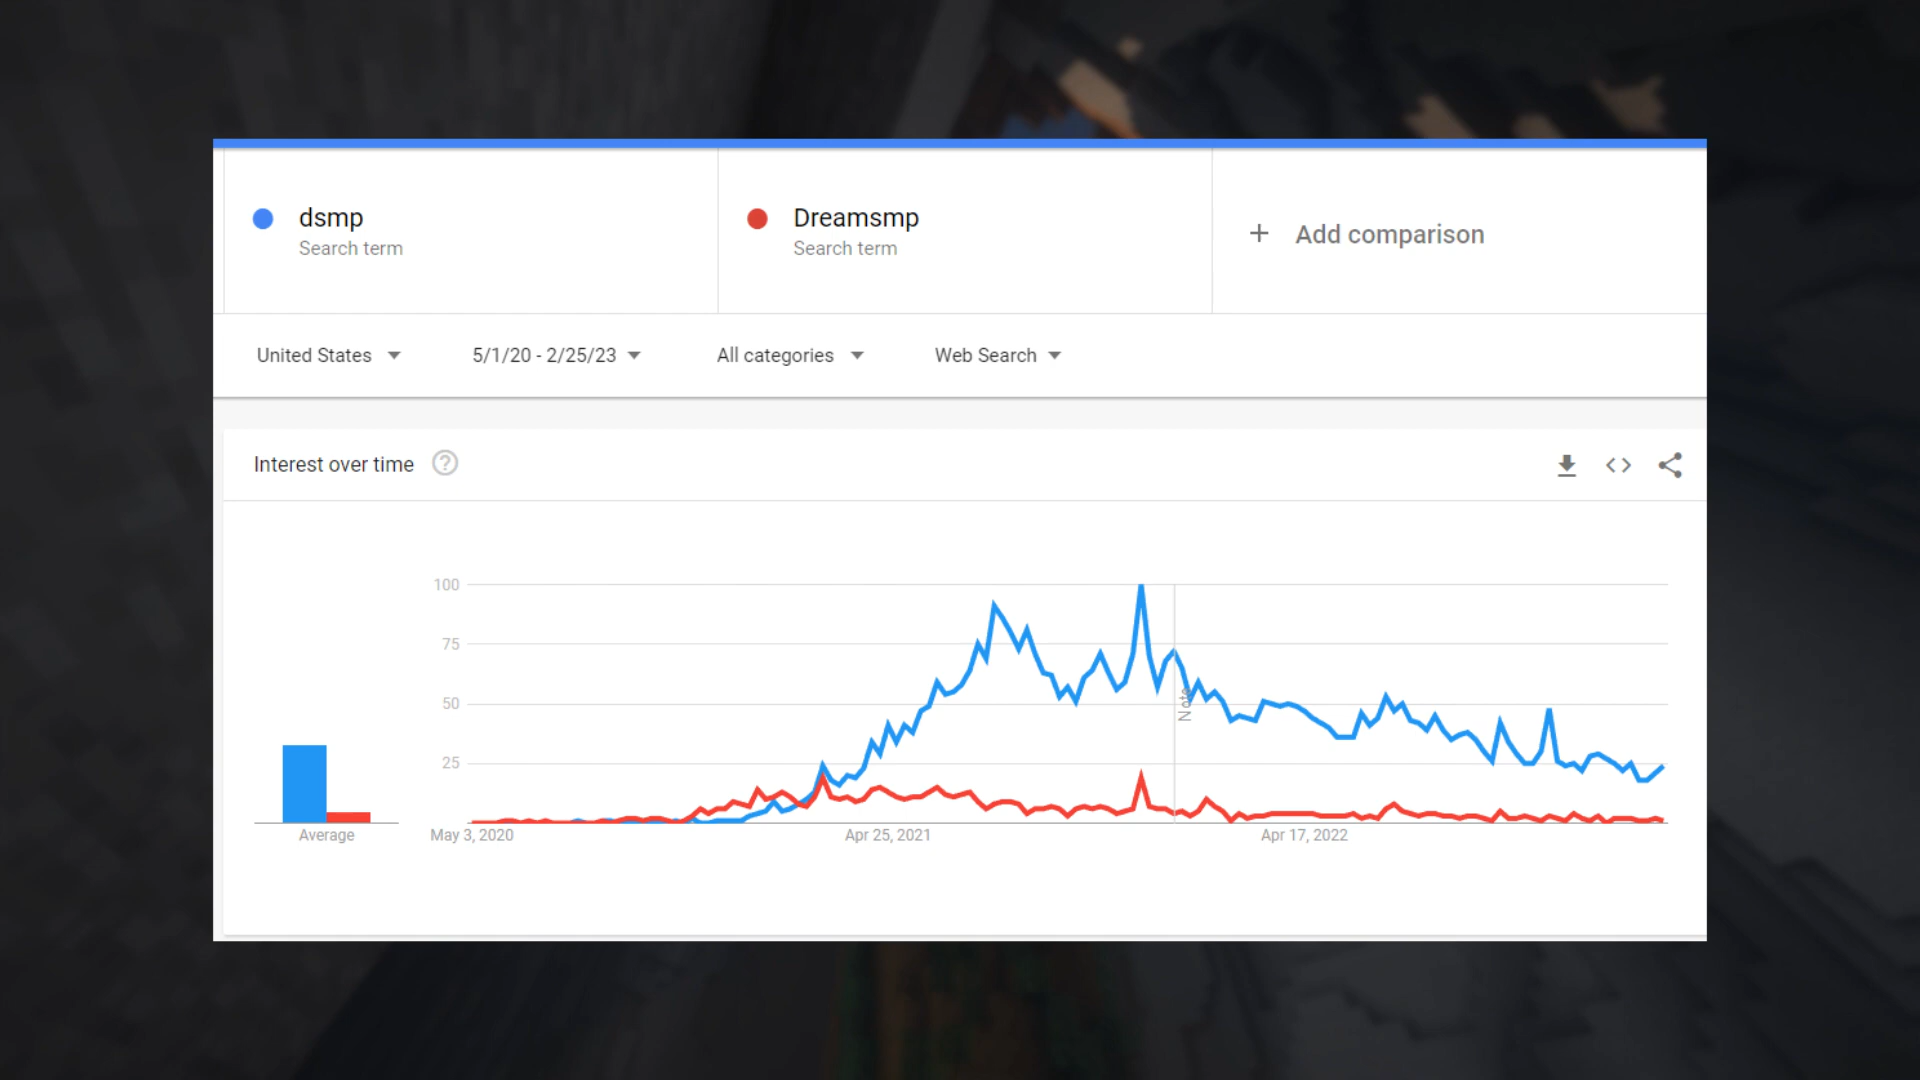 dsmp
Search term
Dreamsmp
Search term
+ Add comparison
United States
5/1/20 - 2/25/23
All categories
Web Search
Interest over time
?
100
75
50
25
Note
Average
May 3, 2020
Apr 25, 2021
Apr 17, 2022